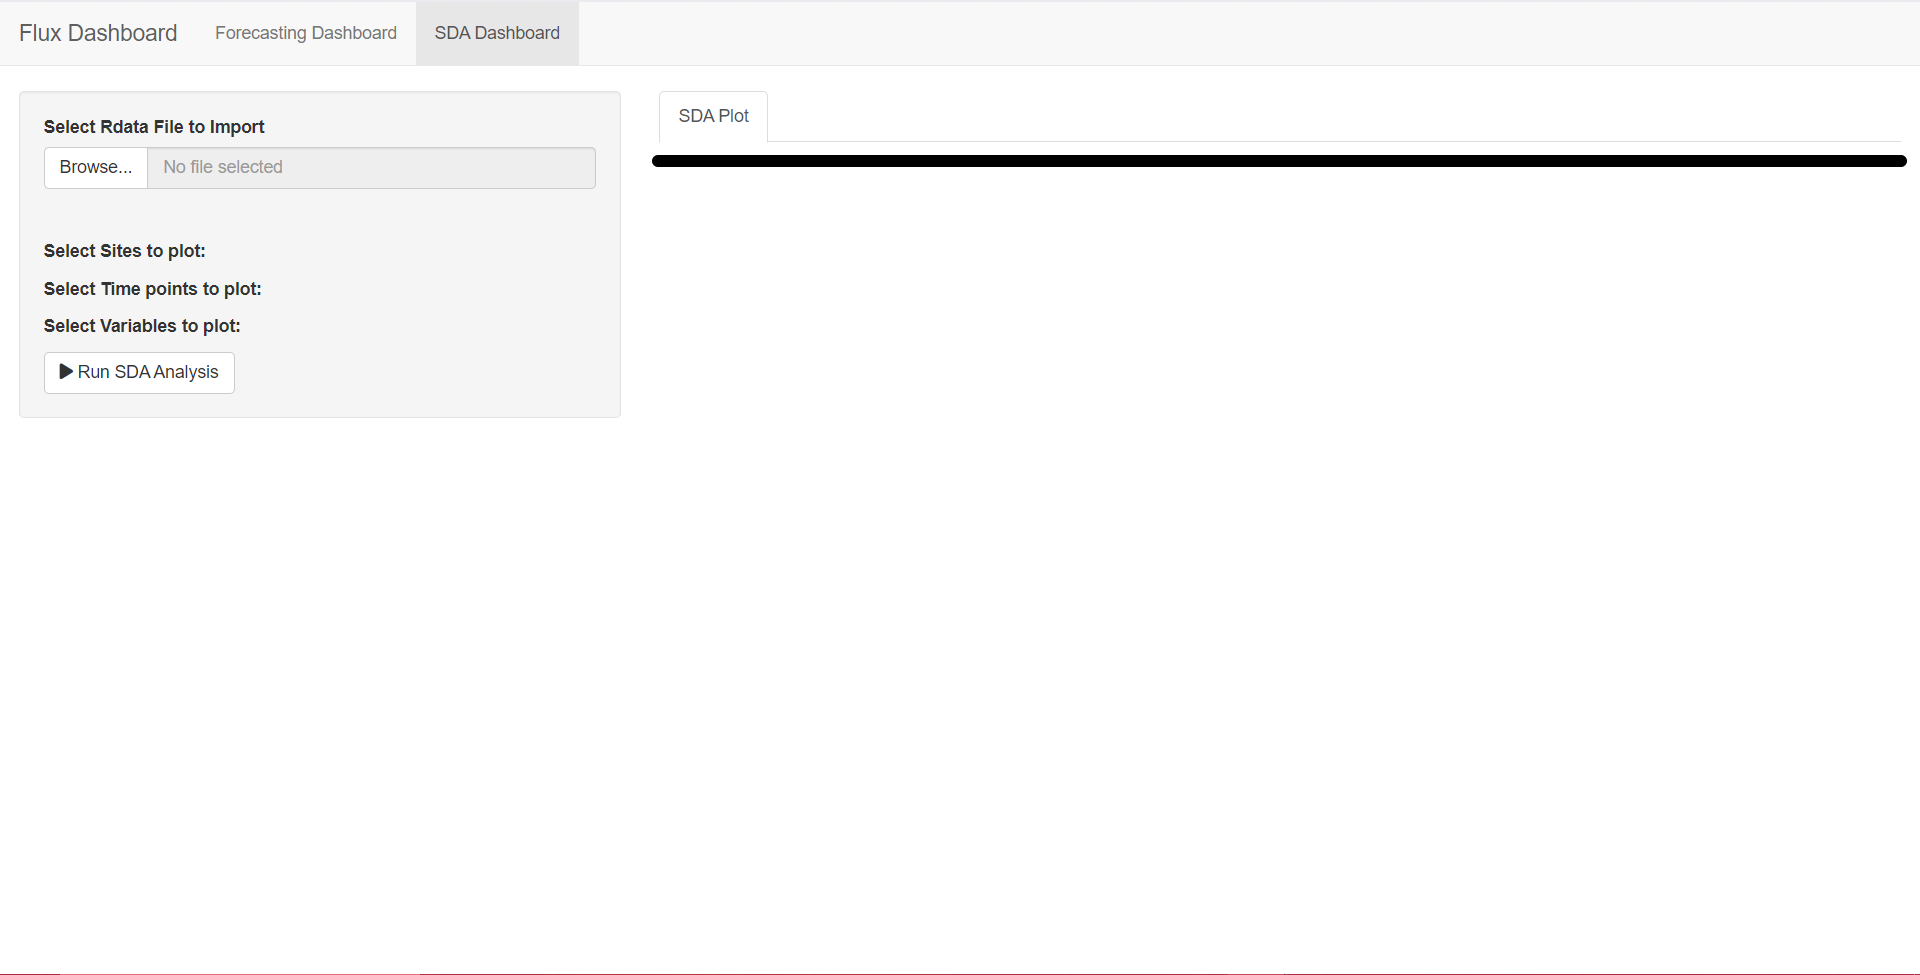 Flux Dashboard Forecasting Dashboard SDA Dashboard
Select Rdata File to Import
Browse... No file selected
Select Sites to plot:
Select Time points to plot:
Select Variables to plot:
Run SDA Analysis
SDA Plot